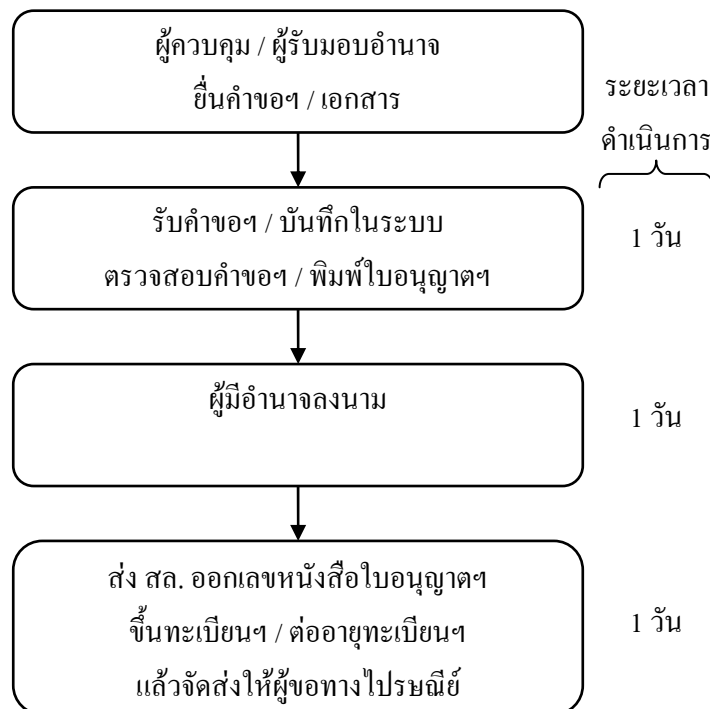 ผู้ควบคุม / ผู้รับมอบอำนาจ
ยื่นคำขอฯ / เอกสาร
ระยะเวลา
ดำเนินการ
รับคำขอฯ / บันทึกในระบบ
ตรวจสอบคำขอฯ / พิมพ์ใบอนุญาตฯ
1 วัน
ผู้มีอำนาจลงนาม
1 วัน
ส่ง สล. ออกเลขหนังสือใบอนุญาตฯ
ขึ้นทะเบียนฯ / ต่ออายุทะเบียนฯ
แล้วจัดส่งให้ผู้ขอทางไปรษณีย์
1 วัน